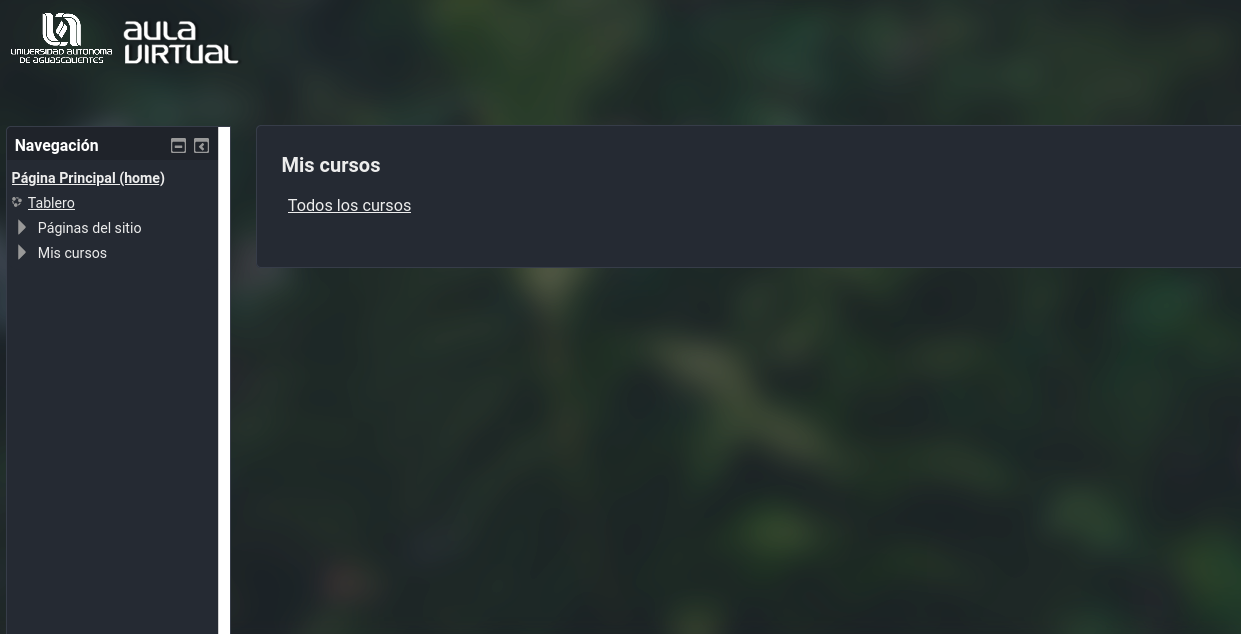 UNIVERSIDAD AUTONOMA
DE AGUASCALIENTES
AULA
VIRTUAL
Navegación
Página Principal (home)
Tablero
Páginas del sitio
Mis cursos
Mis cursos
Todos los cursos